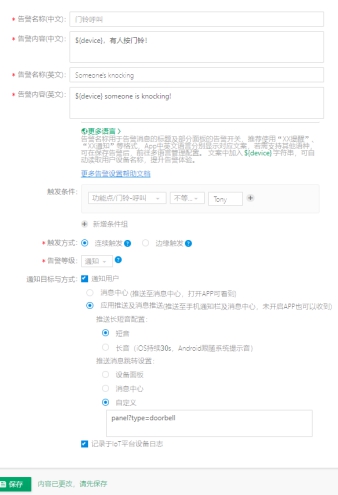 * 告警名称(中文): 门铃呼叫
* 告警内容(中文): ${device}，有人按门铃!
* 告警名称(英文): Someone's knocking
* 告警内容(英文): ${device} someone is knocking!
更多语言 》
告警名称用于告警消息的标题及部分面板的告警开关，推荐使用“XX提醒”、
“XX通知”等格式，App中英文语言分别显示对应文案，若需支持其他语种，
可在保存告警后，前往多语言管理配置。文案中加入 ${device} 字符串，可自
动读取用户设备名称，提升告警体验。
更多告警设置帮助文档
触发条件: 功能点/门铃-呼叫 不等... Tony
新增条件组
* 触发方式: 连续触发 边缘触发
* 告警等级: 通知
通知目标与方式: 通知用户
消息中心 (推送至消息中心，打开APP可看到)
应用推送及消息推送(推送至手机通知栏及消息中心，未开启APP也可以收到)
推送长短音配置:
短音
长音（iOS持续30s、Android跟随系统提示音）
推送消息跳转设置:
设备面板
消息中心
自定义
panel?type=doorbell
记录于IoT平台设备日志
保存 内容已更改，请先保存